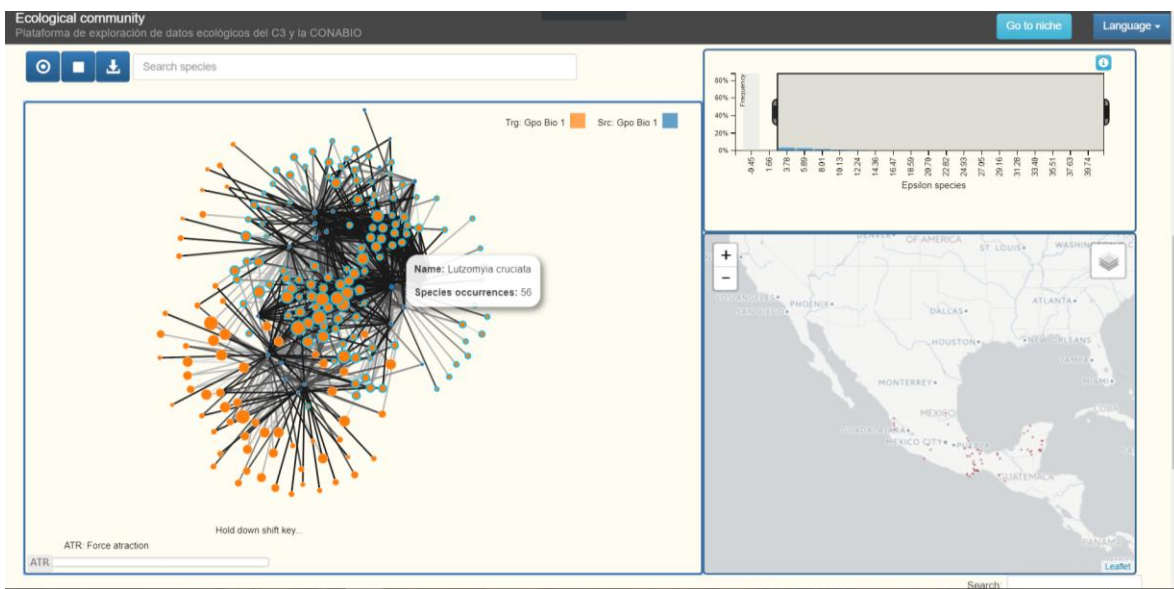 Ecological community
Plataforma de exploración de datos ecológicos del C3 y la CONABIO
Go to niche
Language
Search species
Trg: Gpo Bio 1
Src: Gpo Bio 1
Name: Lutzomyia cruciata
Species occurrences: 56
Hold down shift key...
ATR: Force atraction
ATR
Frequency
80%
60%
40%
20%
0%
-0.45
1.66
3.78
5.89
8.01
10.13
12.24
14.36
16.47
18.59
20.70
22.82
24.93
27.05
29.16
31.28
33.40
35.51
37.63
39.74
Epsilon species
+
−
DENVER
OF AMERICA
ST. LOUIS
LOS ANGELES
PHOENIX
SAN DIEGO
ATLANTA
DALLAS
HOUSTON
NEW ORLEANS
TAMPA
MIAMI
MONTERREY
CUBA
MEXICO
MEXICO CITY
PUEBLA
GUATEMALA
PANAMA
Leaflet
Search: